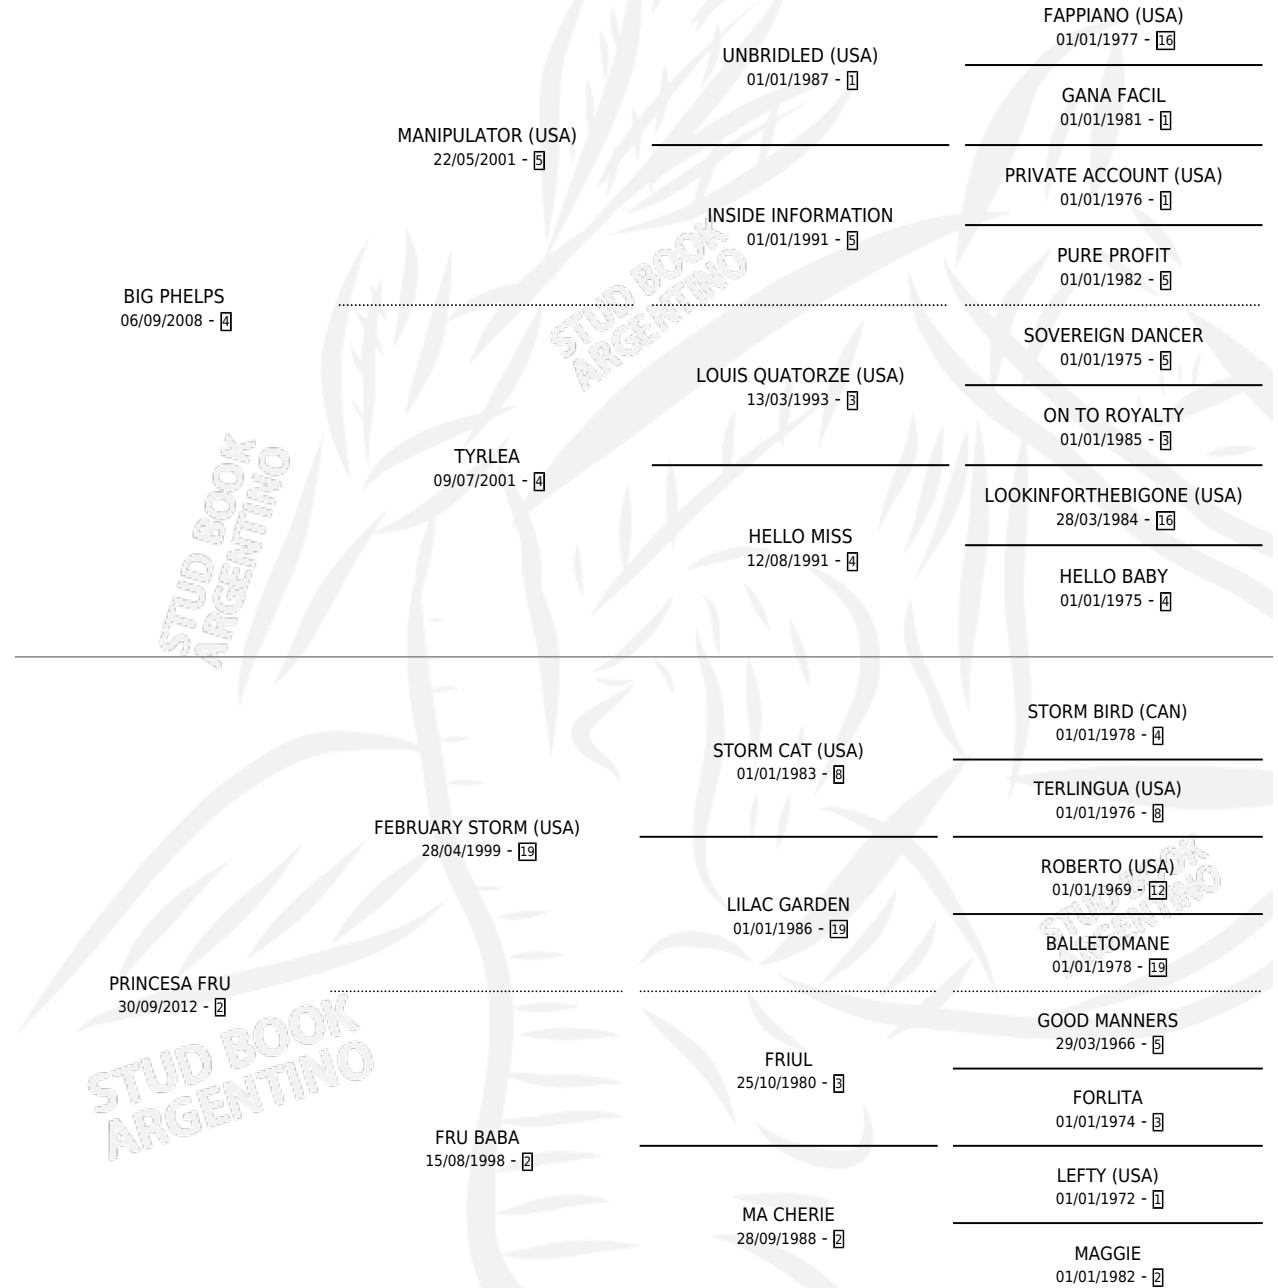 FAPPIANO (USA)
01/01/1977 - 16
UNBRIDLED (USA)
01/01/1987 - 1
GANA FACIL
01/01/1981 - 1
MANIPULATOR (USA)
22/05/2001 - 5
PRIVATE ACCOUNT (USA)
01/01/1976 - 1
INSIDE INFORMATION
01/01/1991 - 5
PURE PROFIT
01/01/1982 - 5
BIG PHELPS
06/09/2008 - 4
SOVEREIGN DANCER
01/01/1975 - 5
LOUIS QUATORZE (USA)
13/03/1993 - 3
ON TO ROYALTY
01/01/1985 - 3
TYRLEA
09/07/2001 - 4
LOOKINFORTHEBIGONE (USA)
28/03/1984 - 16
HELLO MISS
12/08/1991 - 4
HELLO BABY
01/01/1975 - 4
STORM BIRD (CAN)
01/01/1978 - 4
STORM CAT (USA)
01/01/1983 - 8
TERLINGUA (USA)
01/01/1976 - 8
FEBRUARY STORM (USA)
28/04/1999 - 19
ROBERTO (USA)
01/01/1969 - 12
LILAC GARDEN
01/01/1986 - 19
BALLETOMANE
01/01/1978 - 19
PRINCESA FRU
30/09/2012 - 2
GOOD MANNERS
29/03/1966 - 5
FRIUL
25/10/1980 - 3
FORLITA
01/01/1974 - 3
FRU BABA
15/08/1998 - 2
LEFTY (USA)
01/01/1972 - 1
MA CHERIE
28/09/1988 - 2
MAGGIE
01/01/1982 - 2
STUD BOOK
ARGENTINO
STUD BOOK
ARGENTINO
STUD BOOK
ARGENTINO
STUD BOOK
ARGENTINO